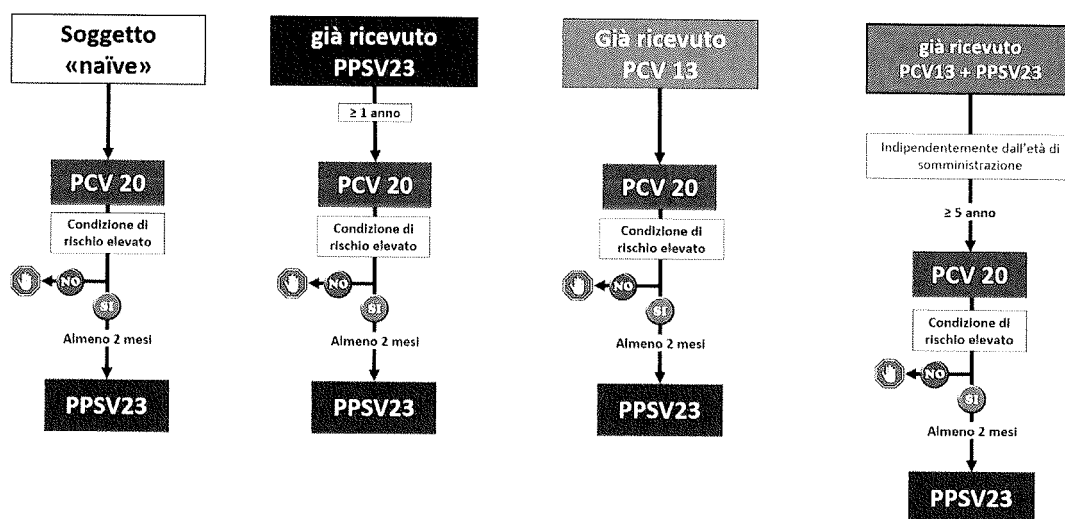 Soggetto
«naïve»
PCV 20
Condizione di
rischio elevato
NO
SI
Almeno 2 mesi
PPSV23
già ricevuto
PPSV23
≥ 1 anno
PCV 20
Condizione di
rischio elevato
NO
SI
Almeno 2 mesi
PPSV23
Già ricevuto
PCV 13
PCV 20
Condizione di
rischio elevato
NO
SI
Almeno 2 mesi
PPSV23
già ricevuto
PCV13 + PPSV23
Indipendentemente dall'età di
somministrazione
≥ 5 anno
PCV 20
Condizione di
rischio elevato
NO
SI
Almeno 2 mesi
PPSV23